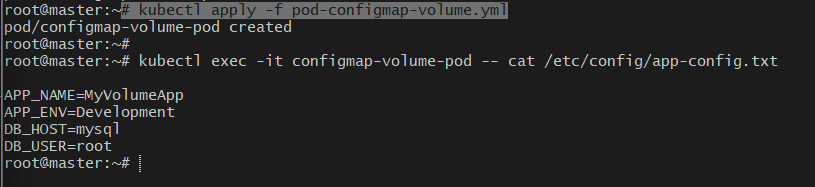 root@master:~# kubectl apply -f pod-configmap-volume.yml
pod/configmap-volume-pod created
root@master:~#
root@master:~# kubectl exec -it configmap-volume-pod -- cat /etc/config/app-config.txt
APP_NAME=MyVolumeApp
APP_ENV=Development
DB_HOST=mysql
DB_USER=root
root@master:~#